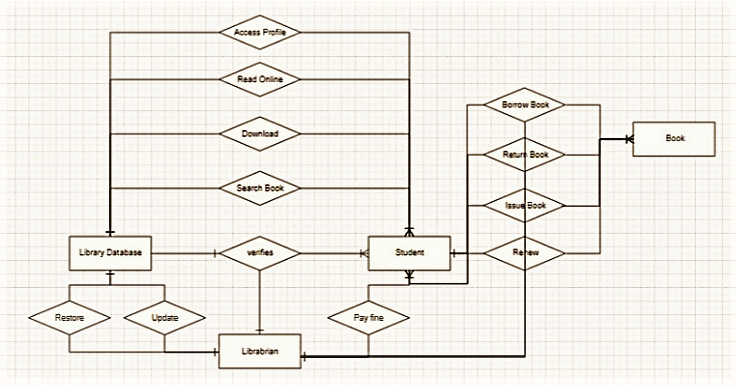 Access Profile
Read Online
Borrow Book
Download
Book
Return Book
Search Book
Issue Book
Library Database
verifies
Student
Renew
Restore
Update
Pay fine
Librabrian